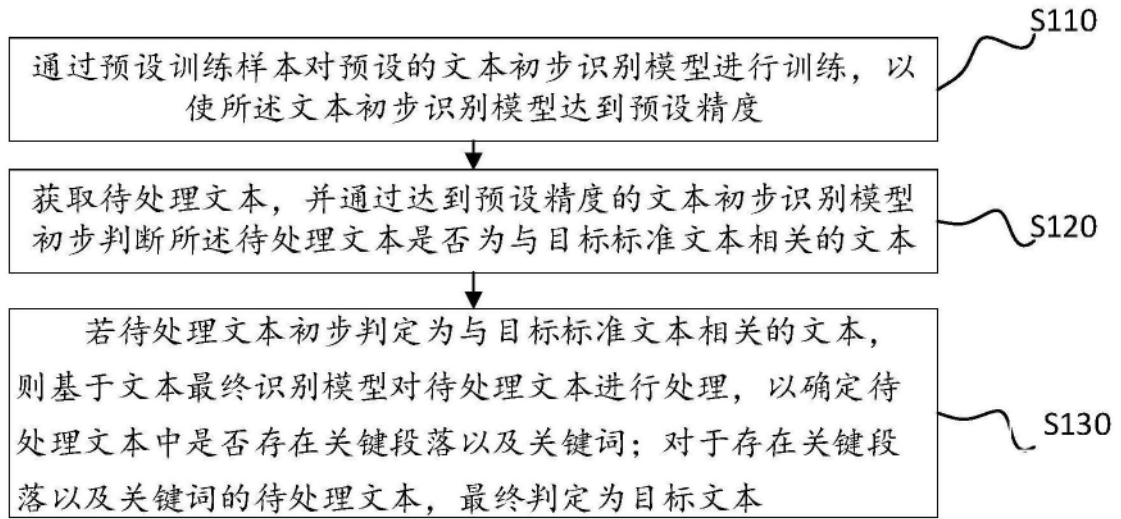 S110
通过预设训练样本对预设的文本初步识别模型进行训练，以
使所述文本初步识别模型达到预设精度
获取待处理文本，并通过达到预设精度的文本初步识别模型
初步判断所述待处理文本是否为与目标标准文本相关的文本
S120
若待处理文本初步判定为与目标标准文本相关的文本，
则基于文本最终识别模型对待处理文本进行处理，以确定待
处理文本中是否存在关键段落以及关键词；对于存在关键段
落以及关键词的待处理文本，最终判定为目标文本
S130